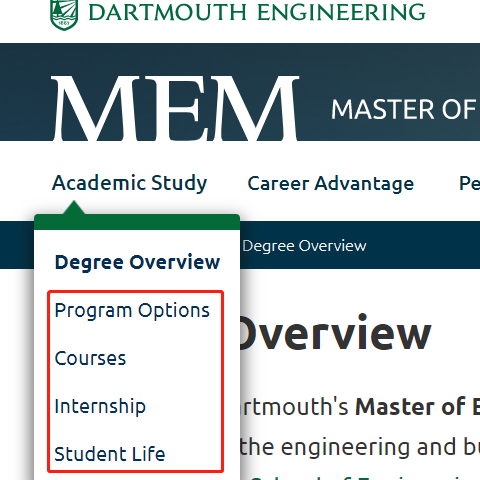 DARTMOUTH ENGINEERING
MEM MASTER OF
Academic Study Career Advantage Pe
Degree Overview
Degree Overview
Program Options
Overview
Courses
Internship
rtmouth's Master of E
the engineering and bu
Student Life